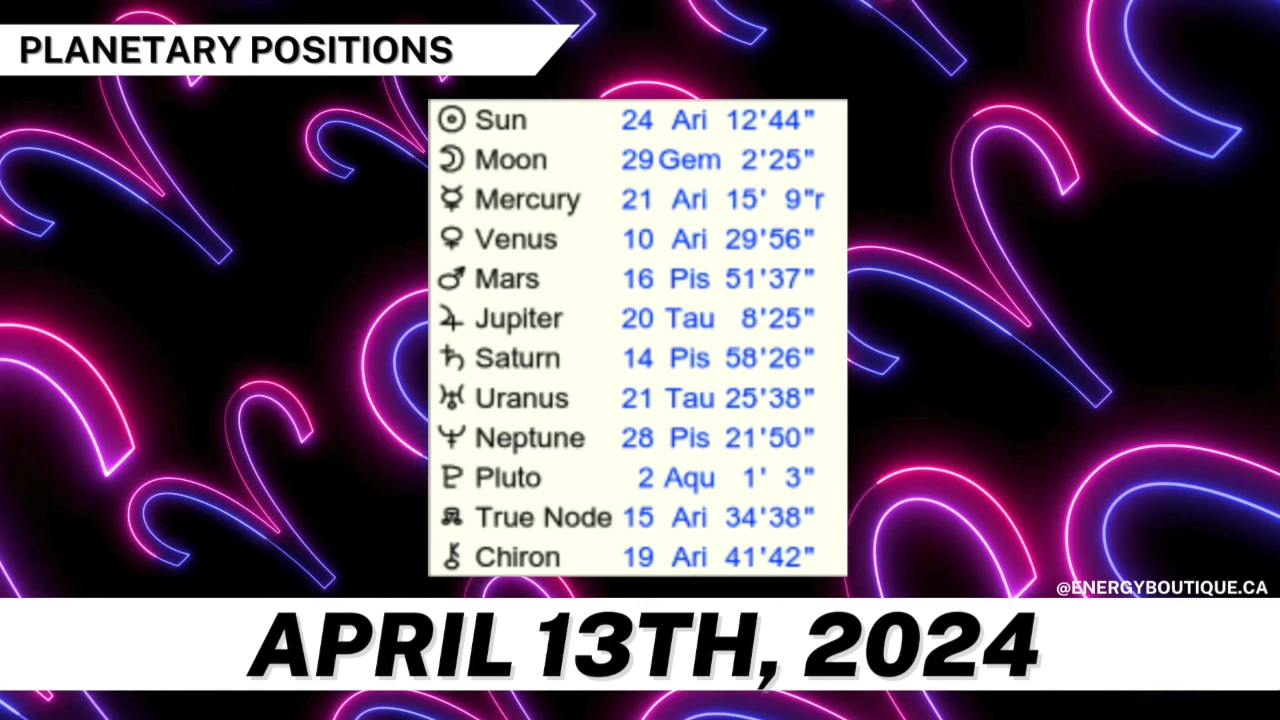 PLANETARY POSITIONS
☉ Sun 24 Ari 12'44"
☽ Moon 29 Gem 2'25"
☿ Mercury 21 Ari 15' 9"r
♀ Venus 10 Ari 29'56"
♂ Mars 16 Pis 51'37"
♃ Jupiter 20 Tau 8'25"
♄ Saturn 14 Pis 58'26"
♅ Uranus 21 Tau 25'38"
♆ Neptune 28 Pis 21'50"
♇ Pluto 2 Aqu 1' 3"
☊ True Node 15 Ari 34'38"
⚷ Chiron 19 Ari 41'42"
@ENERGYBOUTIQUE.CA
APRIL 13TH, 2024